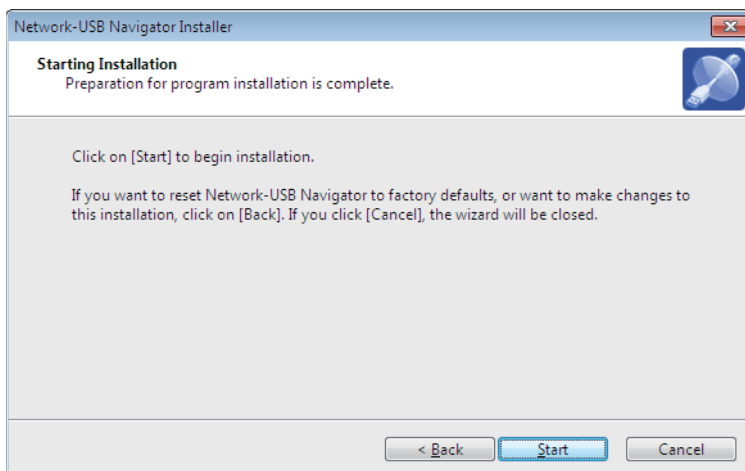 Network-USB Navigator Installer
Starting Installation
Preparation for program installation is complete.
Click on [Start] to begin installation.
If you want to reset Network-USB Navigator to factory defaults, or want to make changes to
this installation, click on [Back]. If you click [Cancel], the wizard will be closed.
< Back Start Cancel